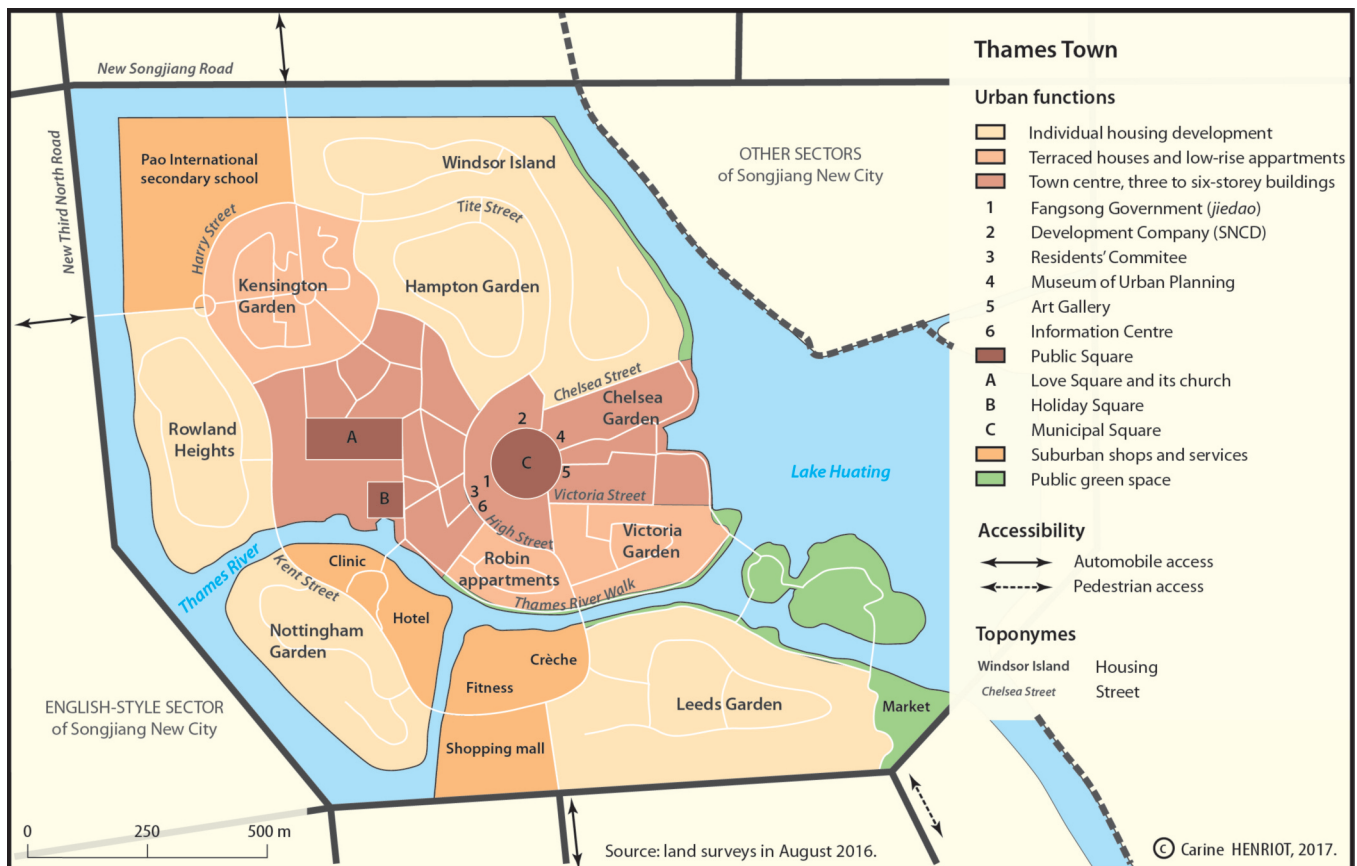 New Songjiang Road
New Third North Road
Pao International
secondary school
Windsor Island
Tite Street
Harry Street
Kensington
Garden
Hampton Garden
OTHER SECTORS
of Songjiang New City
Chelsea Street
Chelsea
Garden
Rowland
Heights
A
B
C
2
4
5
1
3
6
Lake Huating
Victoria Street
High Street
Victoria
Garden
Robin
appartments
Thames River Walk
Thames River
Kent Street
Clinic
Hotel
Nottingham
Garden
Crèche
Fitness
Shopping mall
Leeds Garden
Market
ENGLISH-STYLE SECTOR
of Songjiang New City
0 250 500 m
Source: land surveys in August 2016.
Thames Town
Urban functions
Individual housing development
Terraced houses and low-rise appartments
Town centre, three to six-storey buildings
1 Fangsong Government (jiedao)
2 Development Company (SNCD)
3 Residents' Commitee
4 Museum of Urban Planning
5 Art Gallery
6 Information Centre
Public Square
A Love Square and its church
B Holiday Square
C Municipal Square
Suburban shops and services
Public green space
Accessibility
Automobile access
Pedestrian access
Toponymes
Windsor Island Housing
Chelsea Street Street
© Carine HENRIOT, 2017.